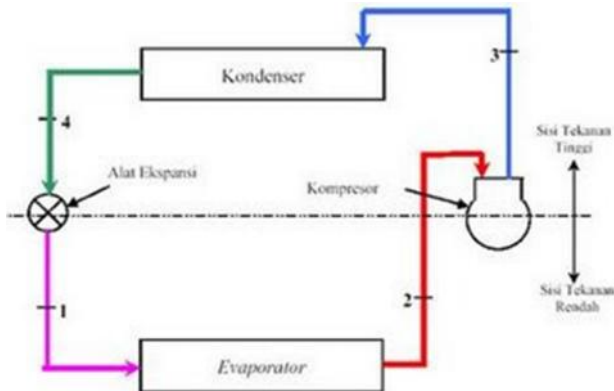 Kondenser
3
4
Sisi Tekanan
Tinggi
Alat Ekspansi
Kompresor
1
2
Sisi Tekanan
Rendah
Evaporator